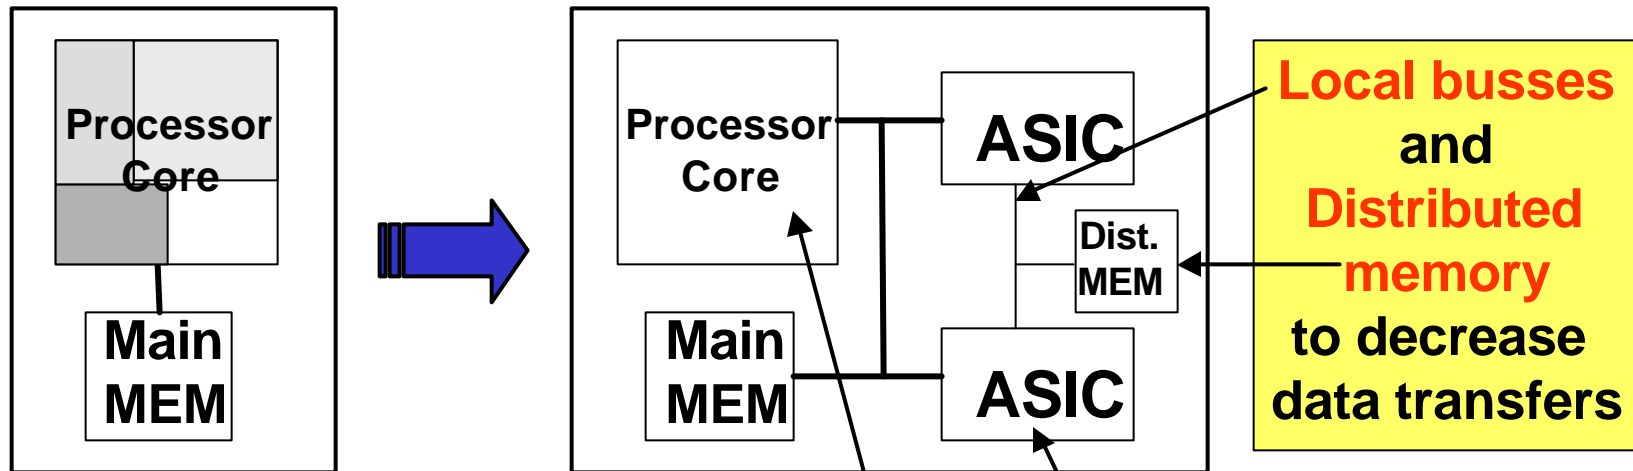 Processor
Core
Main
MEM
Processor
Core
ASIC
Dist.
MEM
Main
MEM
ASIC
Local busses
and
Distributed
memory
to decrease
data transfers